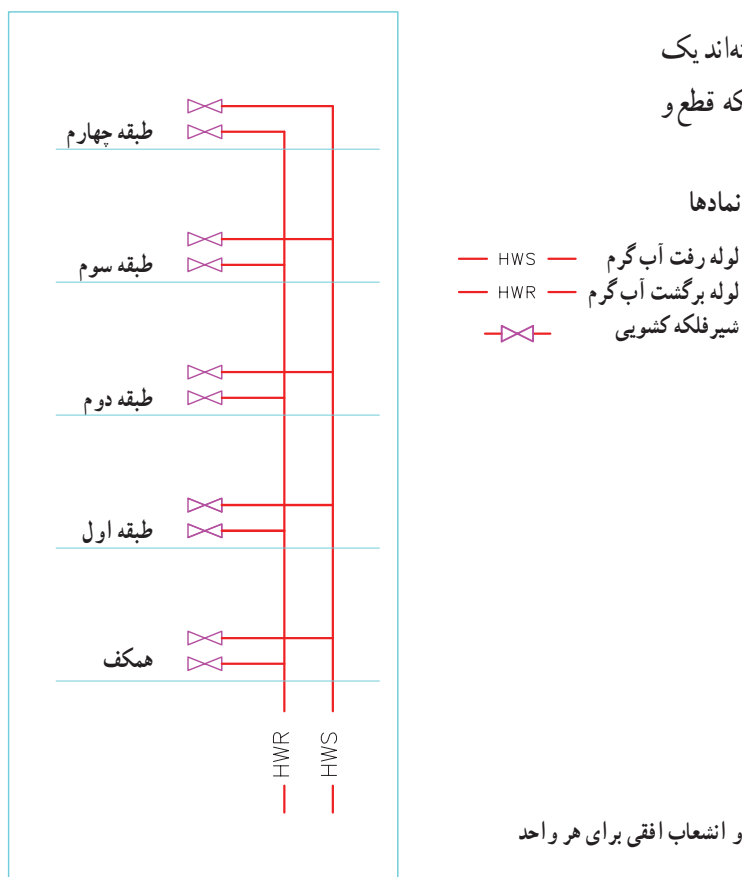 نه‌اند یک
که قطع و
نمادها
لوله رفت آب گرم — HWS —
لوله برگشت آب گرم — HWR —
شیرفلکه کشویی
طبقه چهارم
طبقه سوم
طبقه دوم
طبقه اول
همکف
HWR
HWS
و انشعاب افقی برای هر واحد